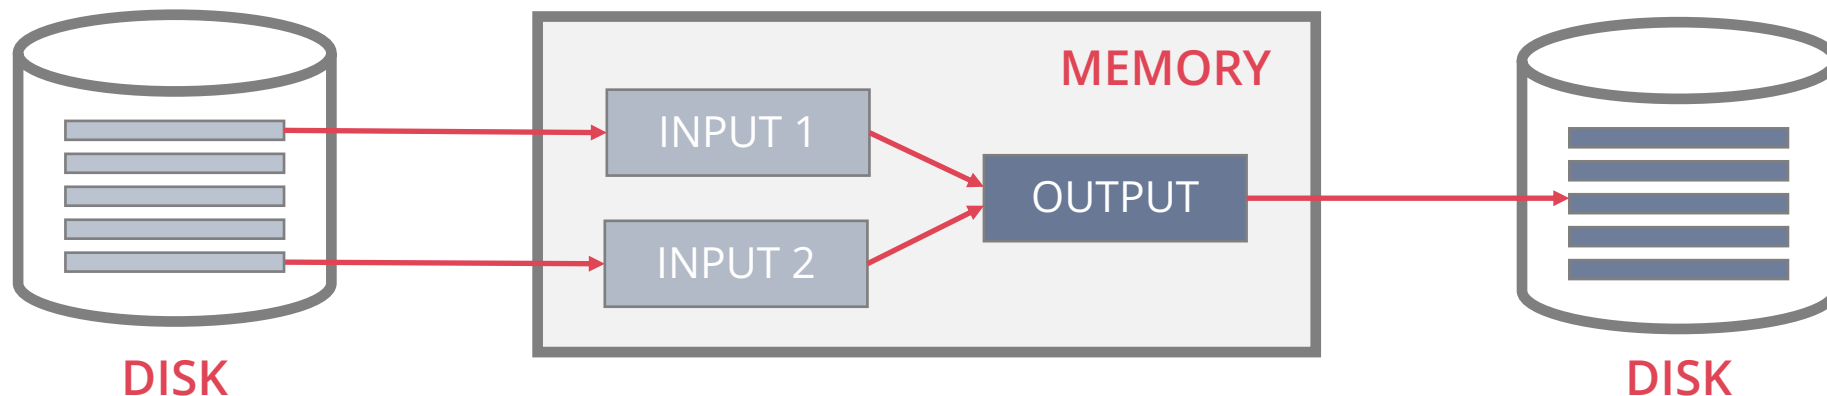 MEMORY
INPUT 1
OUTPUT
INPUT 2
DISK
DISK